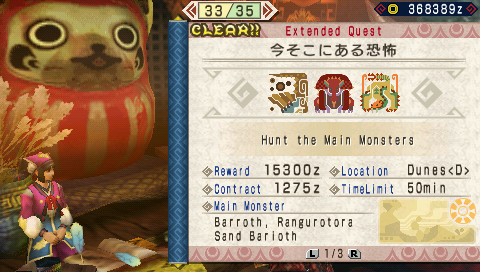 33/35
368389z
CLEAR!!
Extended Quest
今そこにある恐怖
Hunt the Main Monsters
Reward 15300z
Location Dunes<D>
Contract 1275z
TimeLimit 50min
Main Monster
Barroth, Rangurotora
Sand Barioth
L 1/3 R